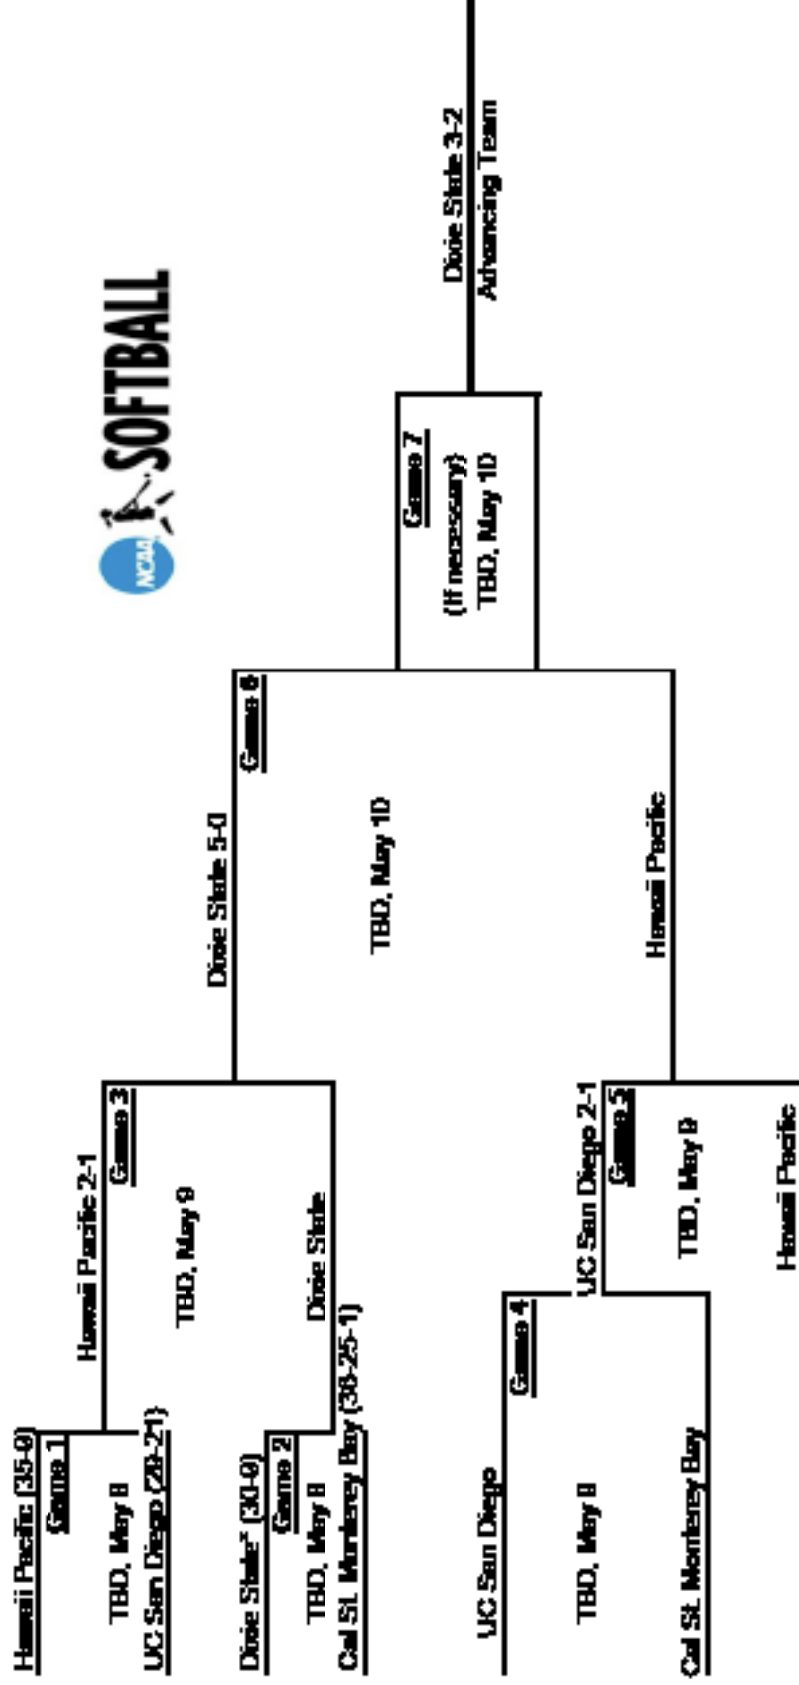 NCAA SOFTBALL
Hawaii Pacific (35-9)
Game 1
TBD, May 8
UC San Diego (29-21)
Hawaii Pacific 2-1
Game 3
TBD, May 9
Dixie State* (30-9)
Game 2
TBD, May 8
Cal St. Monterey Bay (36-25-1)
Dixie State
Dixie State 5-0
Game 6
TBD, May 10
UC San Diego
Game 4
TBD, May 8
Cal St. Monterey Bay
UC San Diego 2-1
Game 5
TBD, May 9
Hawaii Pacific
Hawaii Pacific
Game 7
(If necessary)
TBD, May 10
Dixie State 3-2
Advancing Team